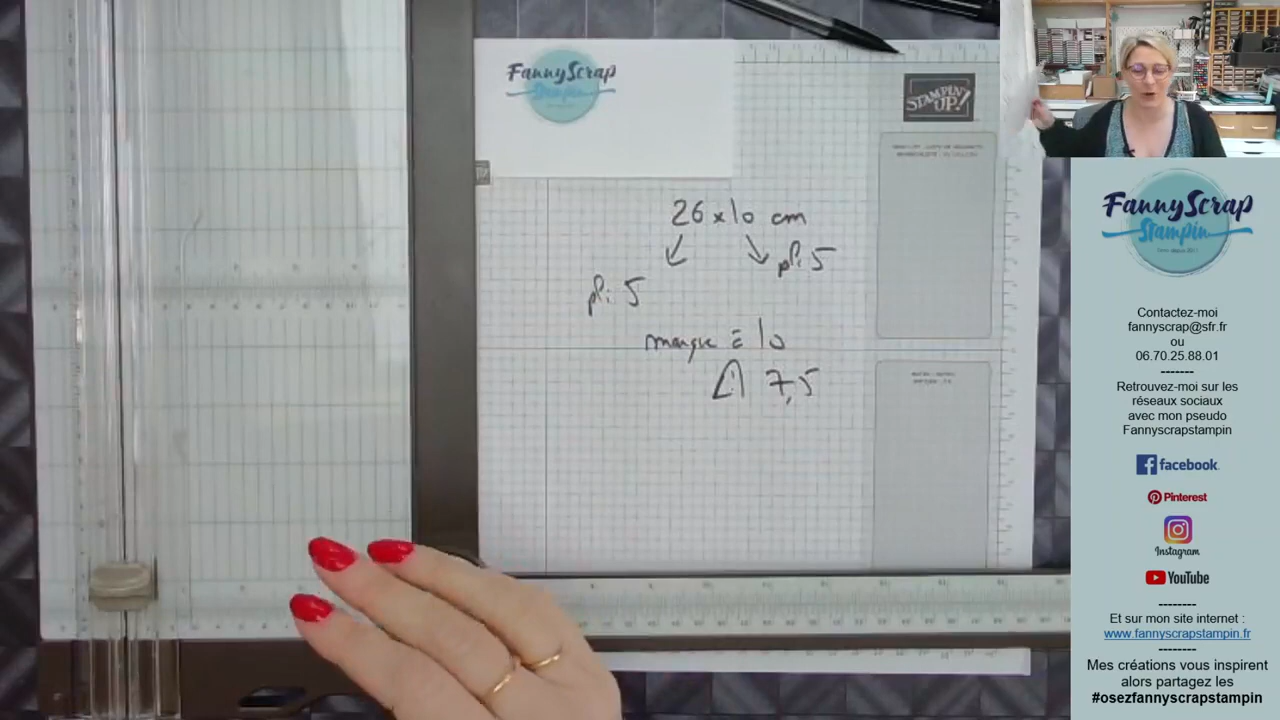 FannyScrap
Stampin
STAMPIN' UP!
26 x 10 cm
pli 5
pli 5
marque à 10
7,5
FannyScrap
Stampin
Contactez-moi
fannyscrap@sfr.fr
ou
06.70.25.88.01
-------
Retrouvez-moi sur les
réseaux sociaux
avec mon pseudo
Fannyscrapstampin
facebook.
Pinterest
Instagram
YouTube
--------
Et sur mon site internet :
www.fannyscrapstampin.fr
--------
Mes créations vous inspirent
alors partagez les
#osezfannyscrapstampin